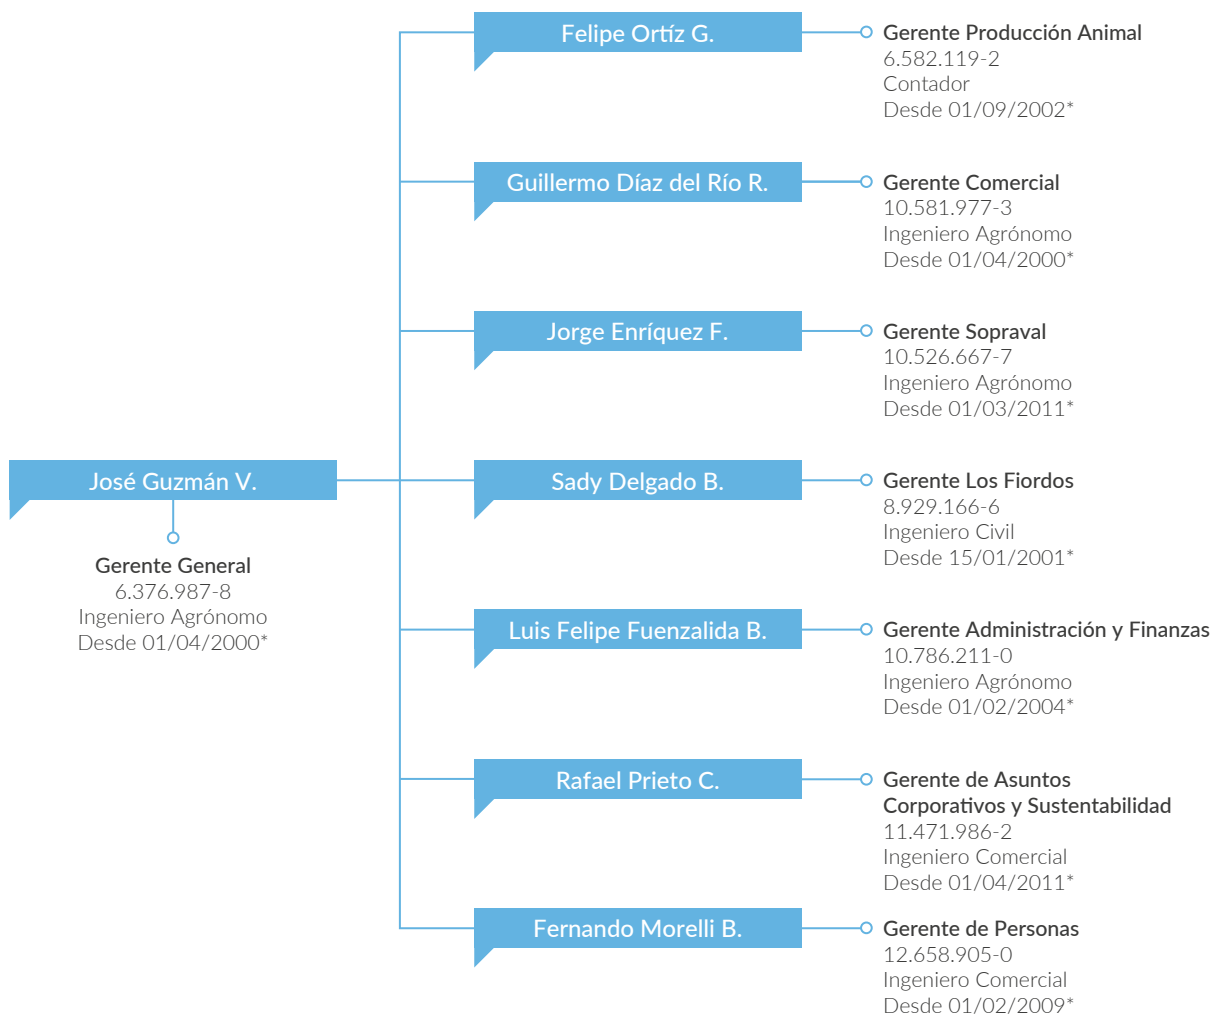 José Guzmán V.
Gerente General
6.376.987-8
Ingeniero Agrónomo
Desde 01/04/2000*
Felipe Ortíz G.
Gerente Producción Animal
6.582.119-2
Contador
Desde 01/09/2002*
Guillermo Díaz del Río R.
Gerente Comercial
10.581.977-3
Ingeniero Agrónomo
Desde 01/04/2000*
Jorge Enríquez F.
Gerente Sopraval
10.526.667-7
Ingeniero Agrónomo
Desde 01/03/2011*
Sady Delgado B.
Gerente Los Fiordos
8.929.166-6
Ingeniero Civil
Desde 15/01/2001*
Luis Felipe Fuenzalida B.
Gerente Administración y Finanzas
10.786.211-0
Ingeniero Agrónomo
Desde 01/02/2004*
Rafael Prieto C.
Gerente de Asuntos
Corporativos y Sustentabilidad
11.471.986-2
Ingeniero Comercial
Desde 01/04/2011*
Fernando Morelli B.
Gerente de Personas
12.658.905-0
Ingeniero Comercial
Desde 01/02/2009*